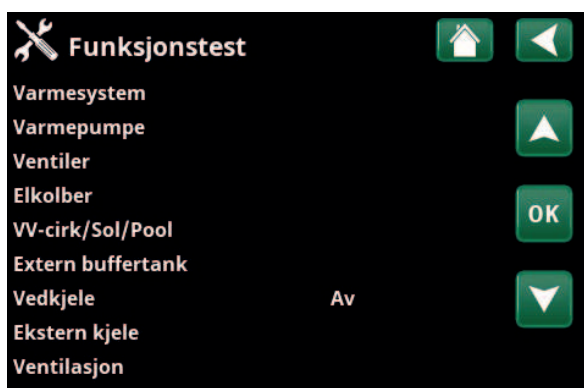 Funksjonstest
Varmesystem
Varmepumpe
Ventiler
Elkolber
VV-cirk/Sol/Pool
OK
Extern buffertank
Vedkjele Av
Ekstern kjele
Ventilasjon